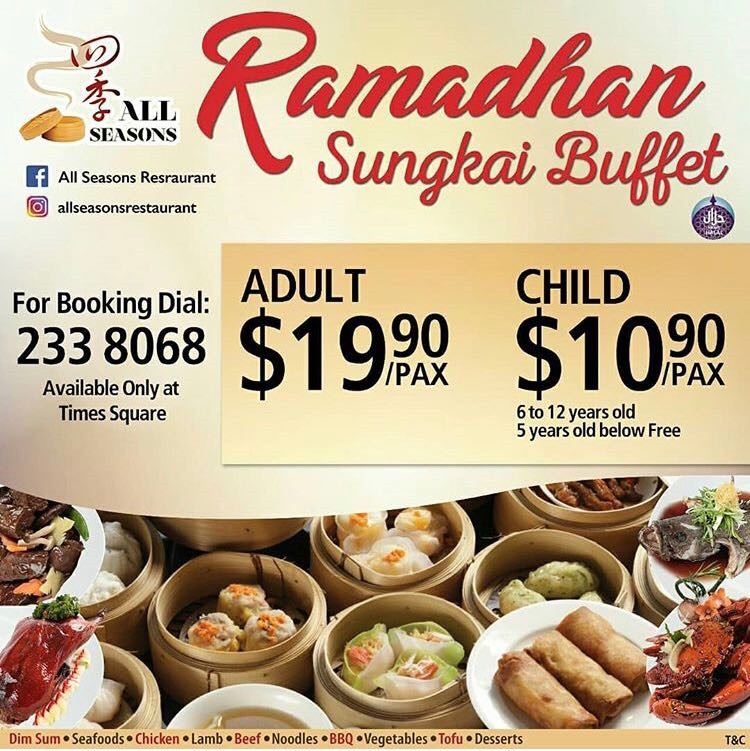 四季
ALL
SEASONS
Ramadhan
Sungkai Buffet
All Seasons Resraurant
allseasonsrestaurant
حلال
HALAL
For Booking Dial:
233 8068
Available Only at
Times Square
ADULT
$19.90/PAX
CHILD
$10.90/PAX
6 to 12 years old
5 years old below Free
Dim Sum • Seafoods • Chicken • Lamb • Beef • Noodles • BBQ • Vegetables • Tofu • Desserts
T&C